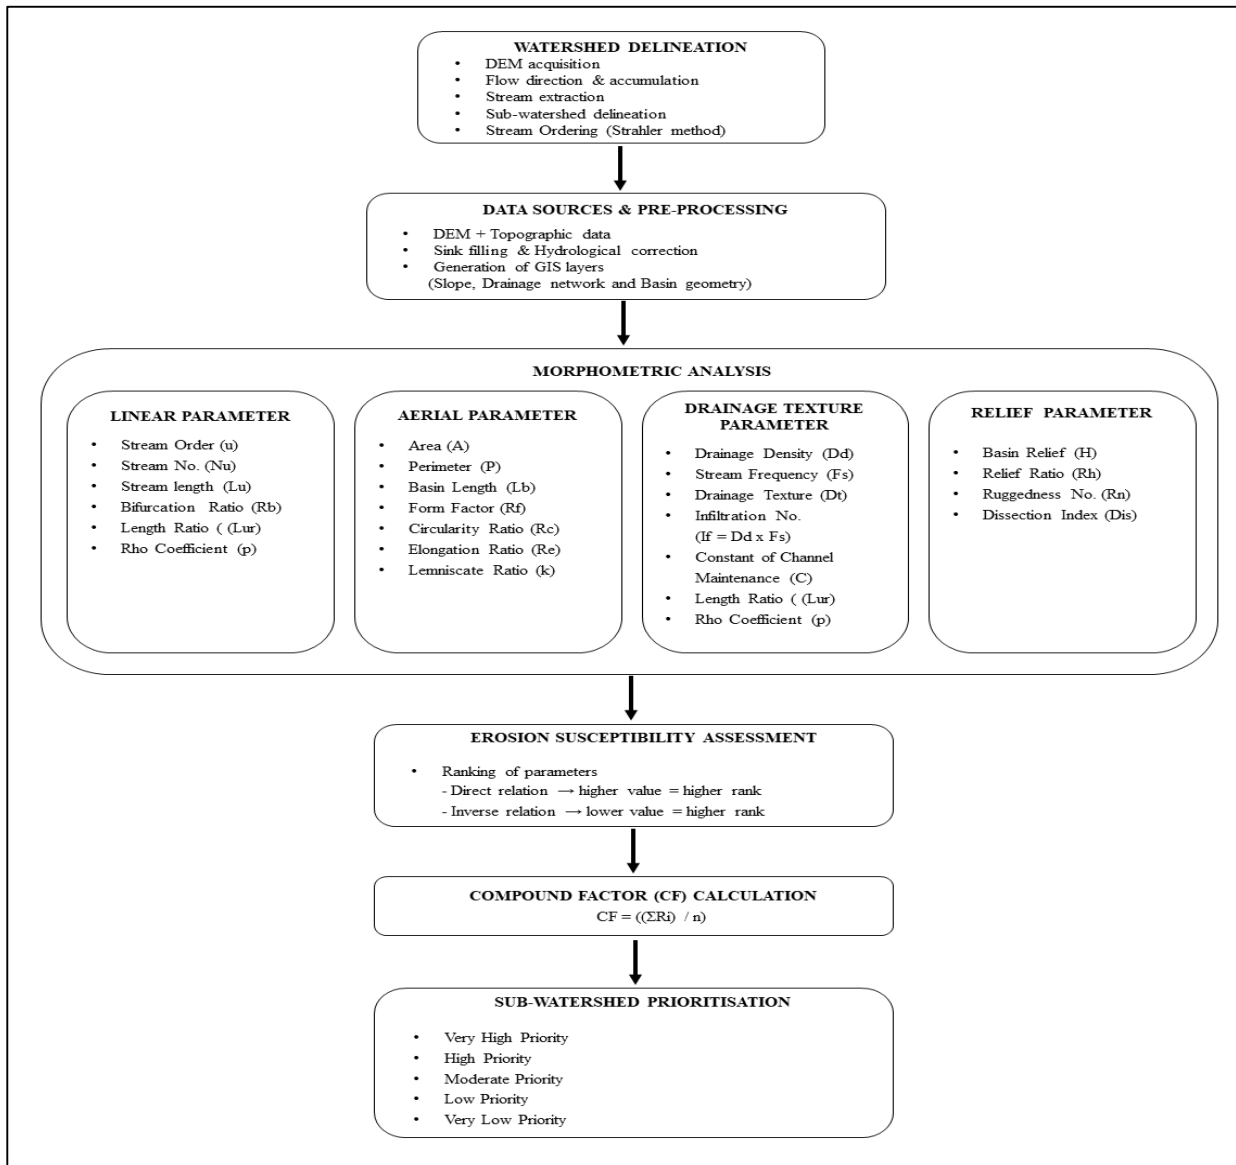 WATERSHED DELINEATION
• DEM acquisition
• Flow direction & accumulation
• Stream extraction
• Sub-watershed delineation
• Stream Ordering (Strahler method)
DATA SOURCES & PRE-PROCESSING
• DEM + Topographic data
• Sink filling & Hydrological correction
• Generation of GIS layers
(Slope, Drainage network and Basin geometry)
MORPHOMETRIC ANALYSIS
LINEAR PARAMETER
• Stream Order (u)
• Stream No. (Nu)
• Stream length (Lu)
• Bifurcation Ratio (Rb)
• Length Ratio ( (Lur)
• Rho Coefficient (p)
AERIAL PARAMETER
• Area (A)
• Perimeter (P)
• Basin Length (Lb)
• Form Factor (Rf)
• Circularity Ratio (Rc)
• Elongation Ratio (Re)
• Lemniscate Ratio (k)
DRAINAGE TEXTURE
PARAMETER
• Drainage Density (Dd)
• Stream Frequency (Fs)
• Drainage Texture (Dt)
• Infiltration No.
(If = Dd x Fs)
• Constant of Channel
Maintenance (C)
• Length Ratio ( (Lur)
• Rho Coefficient (p)
RELIEF PARAMETER
• Basin Relief (H)
• Relief Ratio (Rh)
• Ruggedness No. (Rn)
• Dissection Index (Dis)
EROSION SUSCEPTIBILITY ASSESSMENT
• Ranking of parameters
- Direct relation → higher value = higher rank
- Inverse relation → lower value = higher rank
COMPOUND FACTOR (CF) CALCULATION
CF = ((ΣRi) / n)
SUB-WATERSHED PRIORITISATION
• Very High Priority
• High Priority
• Moderate Priority
• Low Priority
• Very Low Priority